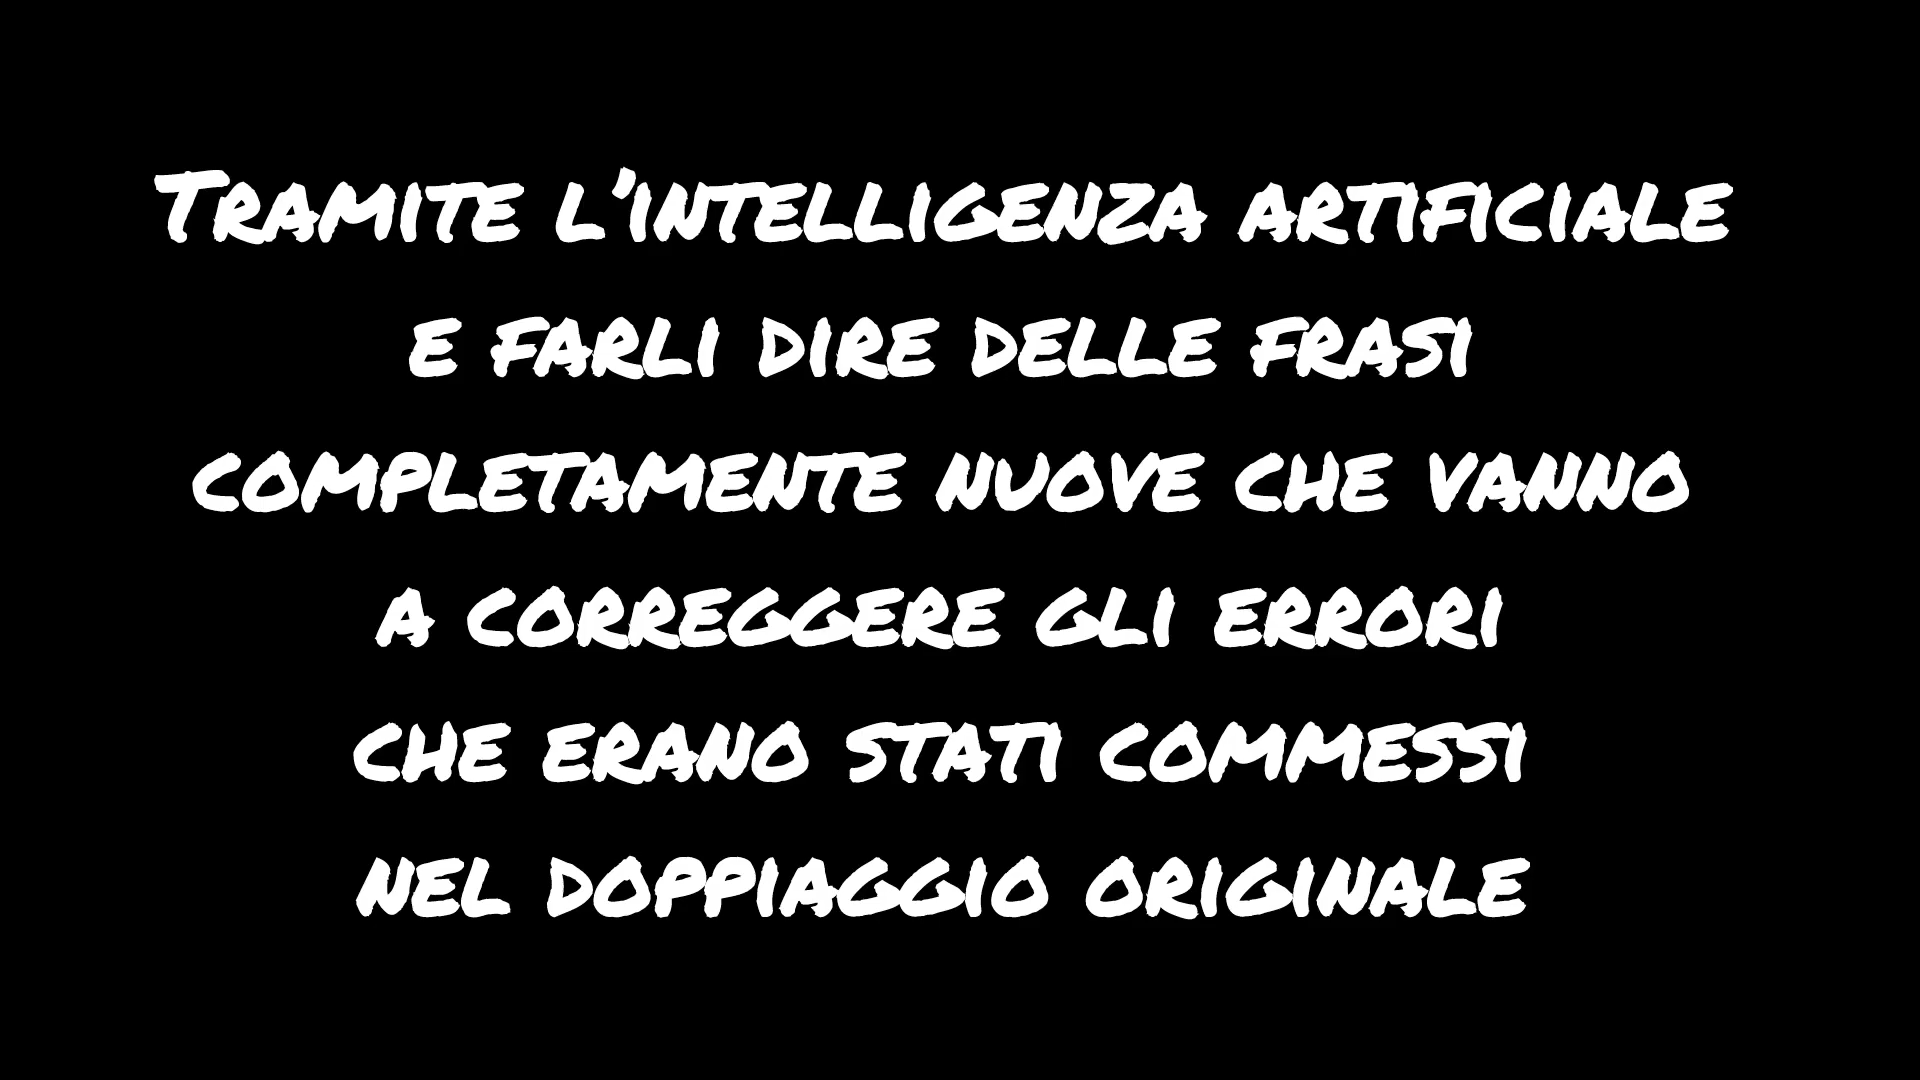 Tramite l’intelligenza artificiale
e farli dire delle frasi
completamente nuove che vanno
a correggere gli errori
che erano stati commessi
nel doppiaggio originale